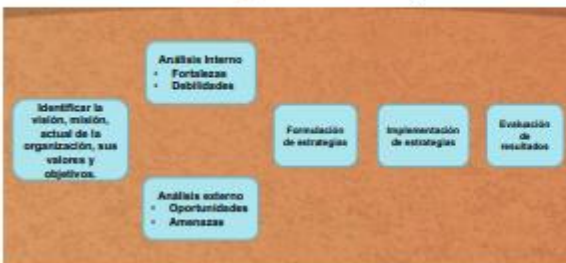 Identificar la
visión, misión,
actual de la
organización, sus
valores y
objetivos.
Análisis Interno
• Fortalezas
• Debilidades
Análisis externo
• Oportunidades
• Amenazas
Formulación
de estrategias
Implementación
de estrategias
Evaluación
de
resultados